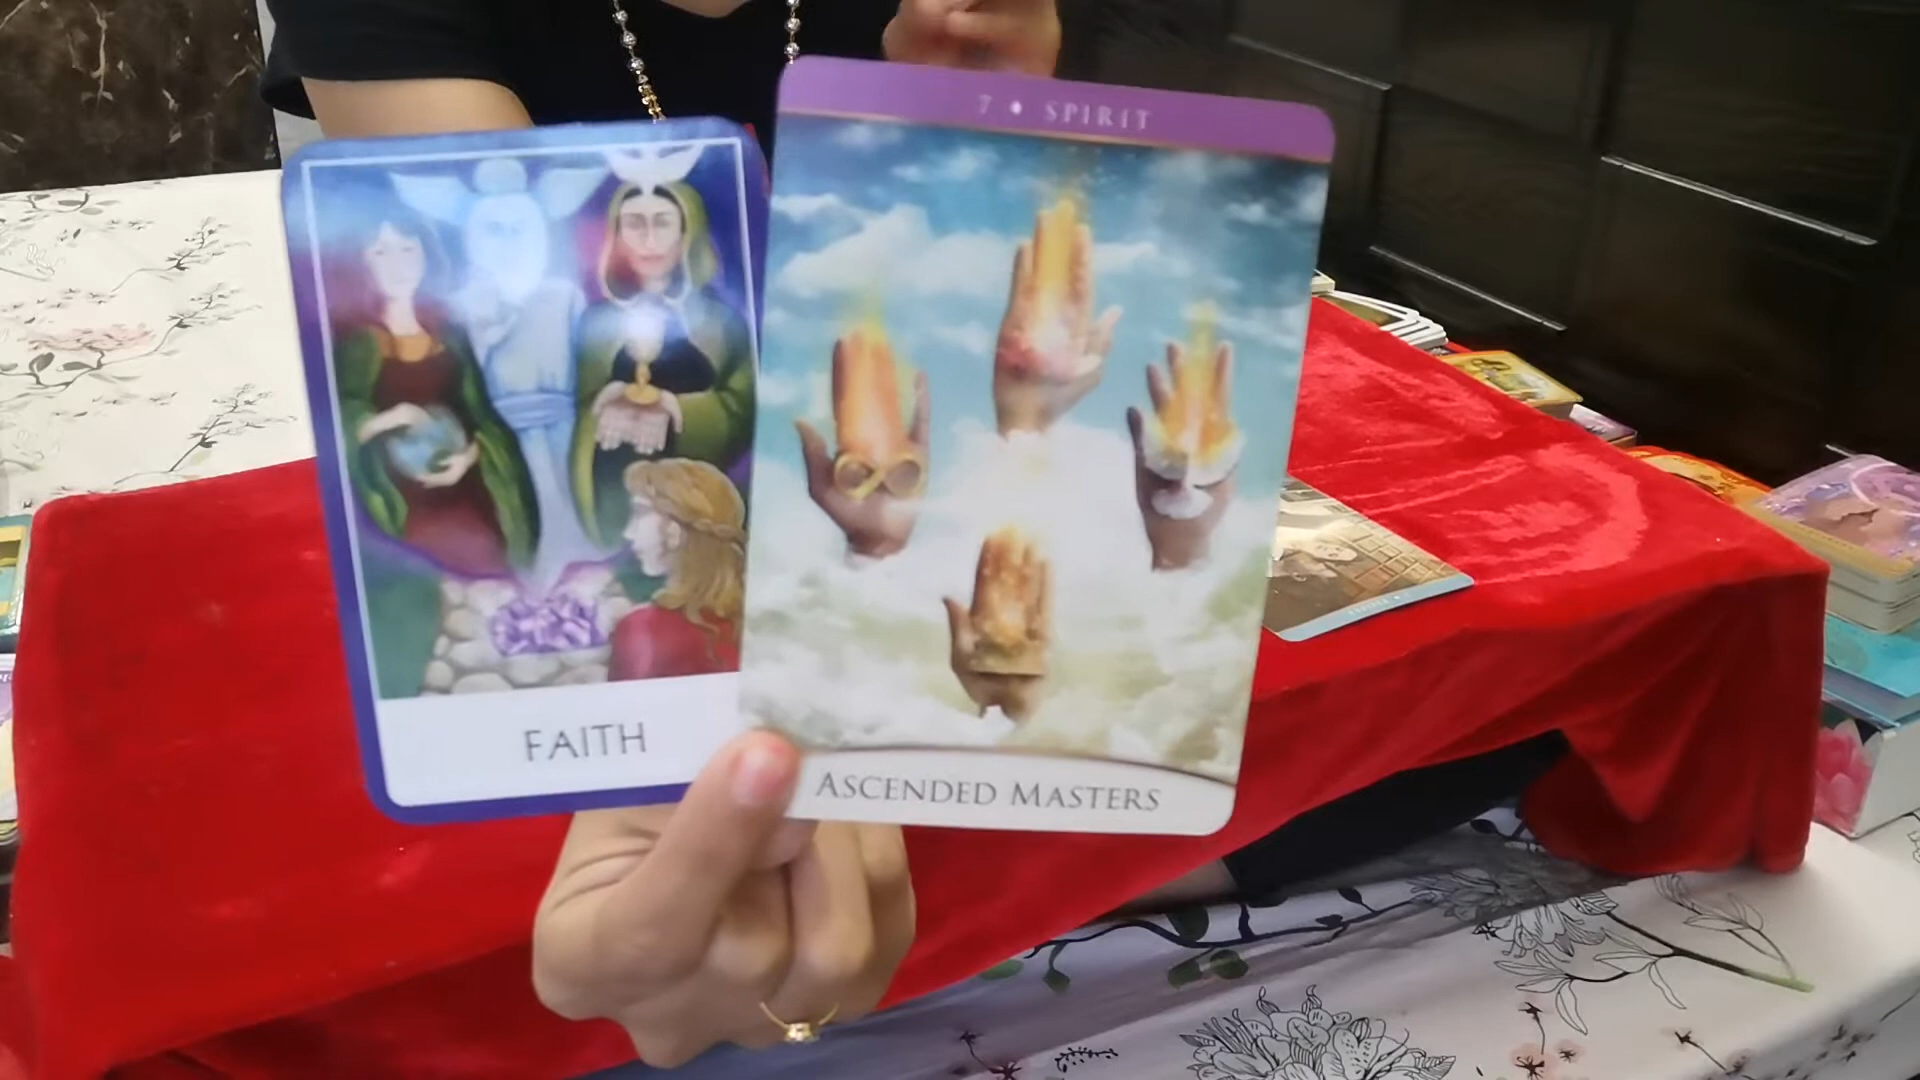 FAITH
7 • SPIRIT
ASCENDED MASTERS